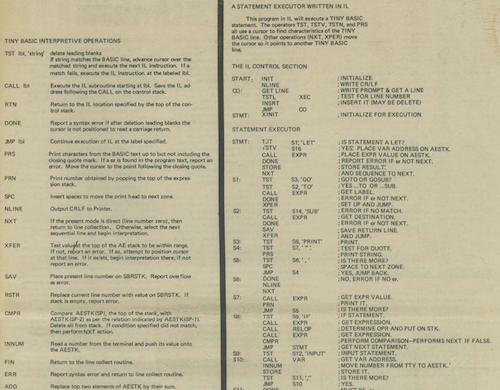 TINY BASIC INTERPRETIVE OPERATIONS
TST lbl, 'string' delete leading blanks
If string matches the BASIC line, advance cursor over the
matched string and execute the next IL instruction. If a
match fails, execute the IL instruction at the labeled lbl.
CALL lbl Execute the IL subroutine starting at lbl. Save the IL ad-
dress following the CALL on the control stack.
RTN Return to the IL location specified by the top of the con-
trol stack.
DONE Report a syntax error if after deletion leading blanks the
cursor is not positioned to read a carriage return.
JMP lbl Continue execution of IL at the label specified.
PRS Print characters from the BASIC text up to but not including the
closing quote mark. If a cr is found in the program text, report an
error. Move the cursor to the point following the closing quote.
PRN Print number obtained by popping the top of the expres-
sion stack.
SPC Insert spaces to move the print head to next zone.
NLINE Output CRLF to Printer.
NXT If the present mode is direct (line number zero), then
return to line collection. Otherwise, select the next
sequential line and begin interpretation.
XFER Test value at the top of the AE stack to be within range.
If not, report an error. If so, attempt to position cursor
at that line. If it exists, begin interpretation there; if not
report an error.
SAV Place present line number on SBRSTK. Report overflow
as error.
RSTR Replace current line number with value on SBRSTK. If
stack is empty, report error.
CMPR Compare AESTK(SP), the top of the stack, with
AESTK(SP-2) as per the relation indicated by AESTK(SP-1).
Delete all from stack. If condition specified did not match,
then perform NXT action.
INNUM Read a number from the terminal and push its value onto
the AESTK.
FIN Return to the line collect routine.
ERR Report syntax error and return to line collect routine.
ADD Replace top two elements of AESTK by their sum.
A STATEMENT EXECUTOR WRITTEN IN IL
This program in IL will execute a TINY BASIC
statement. The operators TST, TSTV, TSTN, and PRS
all use a cursor to find characteristics of the TINY
BASIC line. Other operations (NXT, XPER) move
the cursor so it points to another TINY BASIC
line.
THE IL CONTROL SECTION
START: INIT ; INITIALIZE
NLINE ; WRITE CRLF
CO: GET LINE ; WRITE PROMPT & GET A LINE
TSTL XEC ; TEST FOR LINE NUMBER
INSRT ; INSERT IT (MAY BE DELETE)
JMP CO
STMT: XINIT ; INITIALIZE FOR EXECUTION
STATEMENT EXECUTOR
STMT: TST S1,'LET' ; IS STATEMENT A LET?
TSTV S16 ; YES. PLACE VAR ADDRESS ON AESTK.
CALL EXPR ; PLACE EXPR VALUE ON AESTK.
DONE ; REPORT ERROR IF NOT NEXT.
STORE ; STORE RESULT.
NXT ; AND SEQUENCE TO NEXT.
S1: TST S3, 'GO' ; GOTO OR GOSUB?
TST S2, 'TO' ; YES...TO OR ...SUB.
CALL EXPR ; GET LABEL.
DONE ; ERROR IF NOT NEXT.
XPER ; SET UP AND JUMP.
S2: TST S14, 'SUB' ; ERROR IF NO MATCH.
CALL EXPR ; GET DESTINATION.
DONE ; ERROR IF NOT NEXT.
SAV ; SAVE RETURN LINE.
XFER ; AND JUMP.
S3: TST S8, 'PRINT' ; PRINT.
S4: TST S7, '"' ; TEST FOR QUOTE.
PRS ; PRINT STRING.
S5: TST S6, ',' ; IS THERE MORE?
SPC ; SPACE TO NEXT ZONE.
JMP S4 ; YES, JUMP BACK.
S6: DONE ; NO, ERROR IF NO cr.
NLINE
NXT
S7: CALL EXPR ; GET EXPR VALUE.
PRN ; PRINT IT.
JMP S5 ; IS THERE MORE?
S8: TST S9, 'IF' ; IF STATEMENT.
CALL EXPR ; GET EXPRESSION.
CALL RELOP ; DETERMINE OPR AND PUT ON STK.
CALL EXPR ; GET EXPRESSION.
CMPR ; PERFORM COMPARISON-PERFORMS NEXT IF FALSE.
JMP STMT ; GET NEXT STATEMENT.
S9: TST S12, 'INPUT' ; INPUT STATEMENT.
S10: CALL VAR ; GET VAR ADDRESS.
INNUM ; MOVE NUMBER FROM TTY TO AESTK.
STORE ; STORE IT.
TST S11, ',' ; IS THERE MORE?
JMP S10 ; YES.